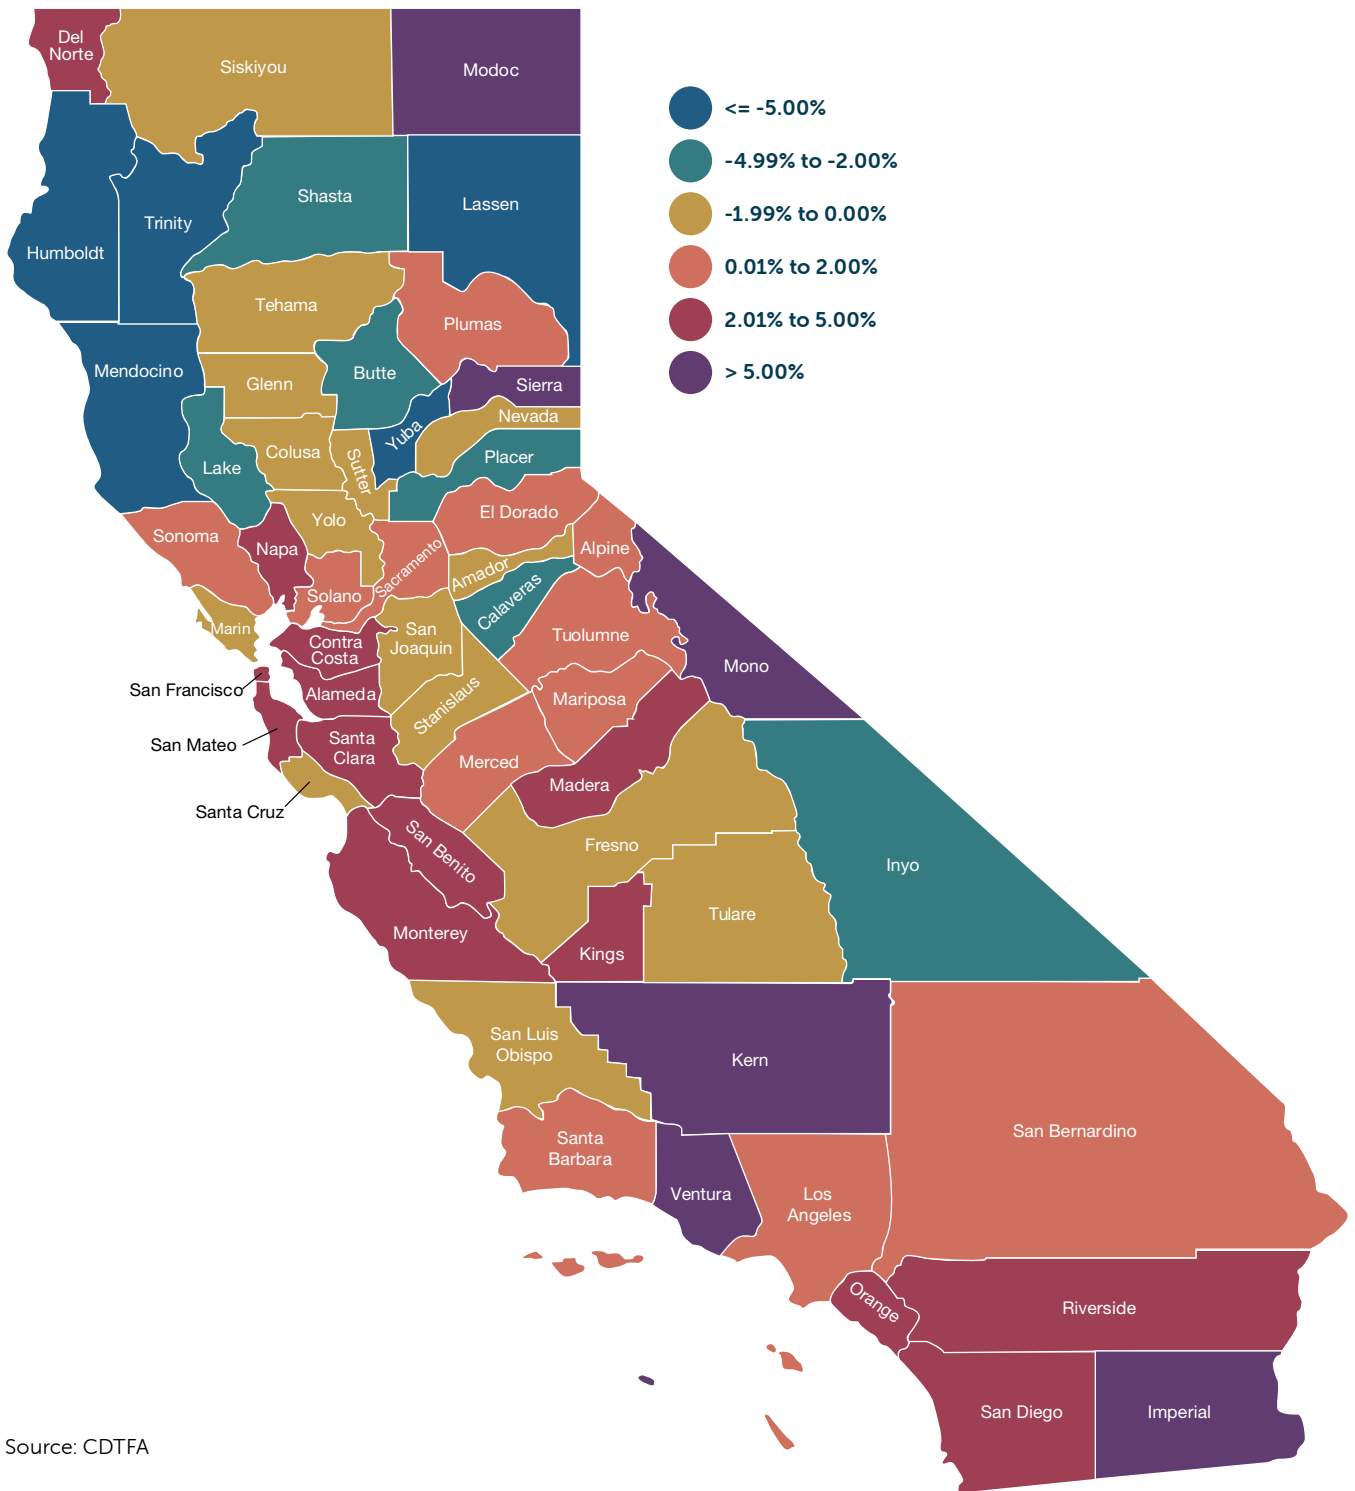 Del
Norte
Siskiyou
Modoc
<= -5.00%
-4.99% to -2.00%
-1.99% to 0.00%
0.01% to 2.00%
2.01% to 5.00%
> 5.00%
Shasta
Lassen
Trinity
Humboldt
Tehama
Plumas
Mendocino
Butte
Glenn
Sierra
Nevada
Yuba
Colusa
Sutter
Placer
Lake
El Dorado
Yolo
Sonoma
Napa
Sacramento
Alpine
Amador
Calaveras
Solano
Marin
San
Joaquin
Tuolumne
Contra
Costa
Mono
San Francisco
Alameda
Mariposa
Stanislaus
San Mateo
Santa
Clara
Merced
Madera
Santa Cruz
Fresno
San Benito
Inyo
Tulare
Monterey
Kings
San Luis
Obispo
Kern
San Bernardino
Santa
Barbara
Ventura
Los
Angeles
Orange
Riverside
San Diego
Imperial
Source: CDTFA